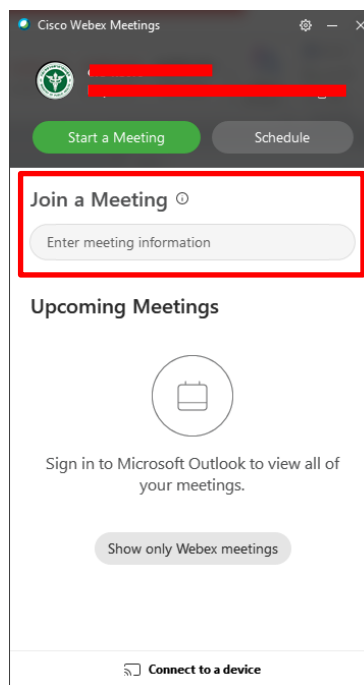 Cisco Webex Meetings
Start a Meeting
Schedule
Join a Meeting
Enter meeting information
Upcoming Meetings
Sign in to Microsoft Outlook to view all of
your meetings.
Show only Webex meetings
Connect to a device